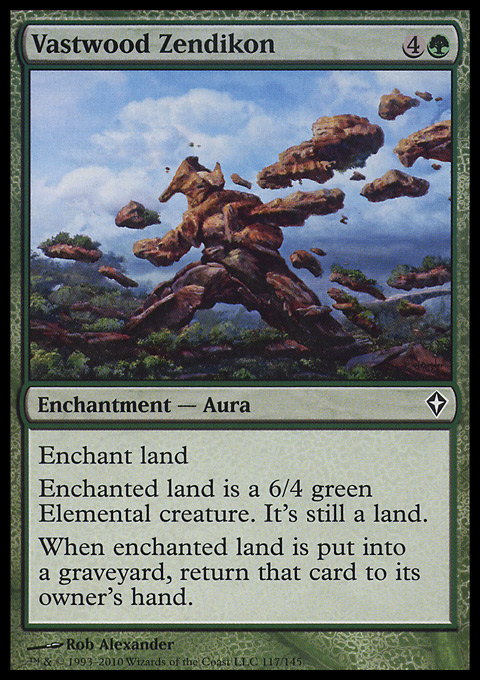 Vastwood Zendikon 4
Enchantment — Aura
Enchant land
Enchanted land is a 6/4 green
Elemental creature. It's still a land.
When enchanted land is put into
a graveyard, return that card to its
owner's hand.
Rob Alexander
™ & © 1993–2010 Wizards of the Coast LLC 117/145